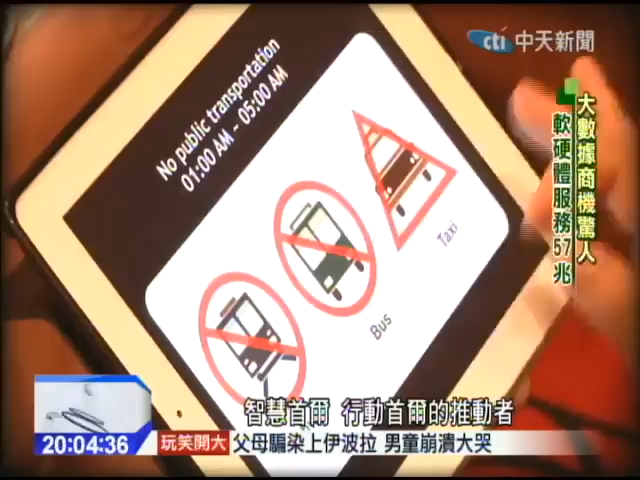 cti 中天新聞
大數據商機驚人
軟硬體服務57兆
No public transportation
01:00 AM - 05:00 AM
Taxi
Bus
智慧首爾 行動首爾的推動者
20:04:36
玩笑開大
父母騙染上伊波拉 男童崩潰大哭